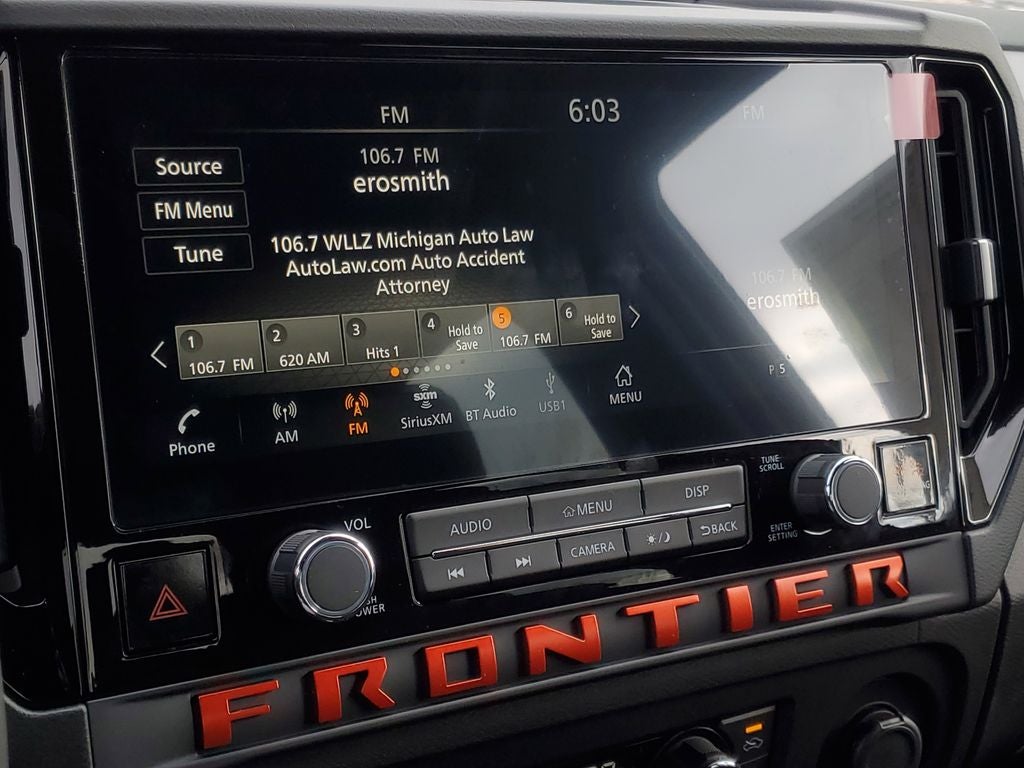 FM
6:03
FM
Source
106.7 FM
erosmith
FM Menu
Tune
106.7 WLLZ Michigan Auto Law
AutoLaw.com Auto Accident
Attorney
106.7 FM
erosmith
1
106.7 FM
2
620 AM
3
Hits 1
4
Hold to
Save
5
106.7 FM
6
Hold to
Save
P 5
Phone
AM
FM
sxm
SiriusXM
BT Audio
USB1
MENU
VOL
AUDIO
MENU
DISP
TUNE
SCROLL
CAMERA
BACK
ENTER
SETTING
FRONTIER